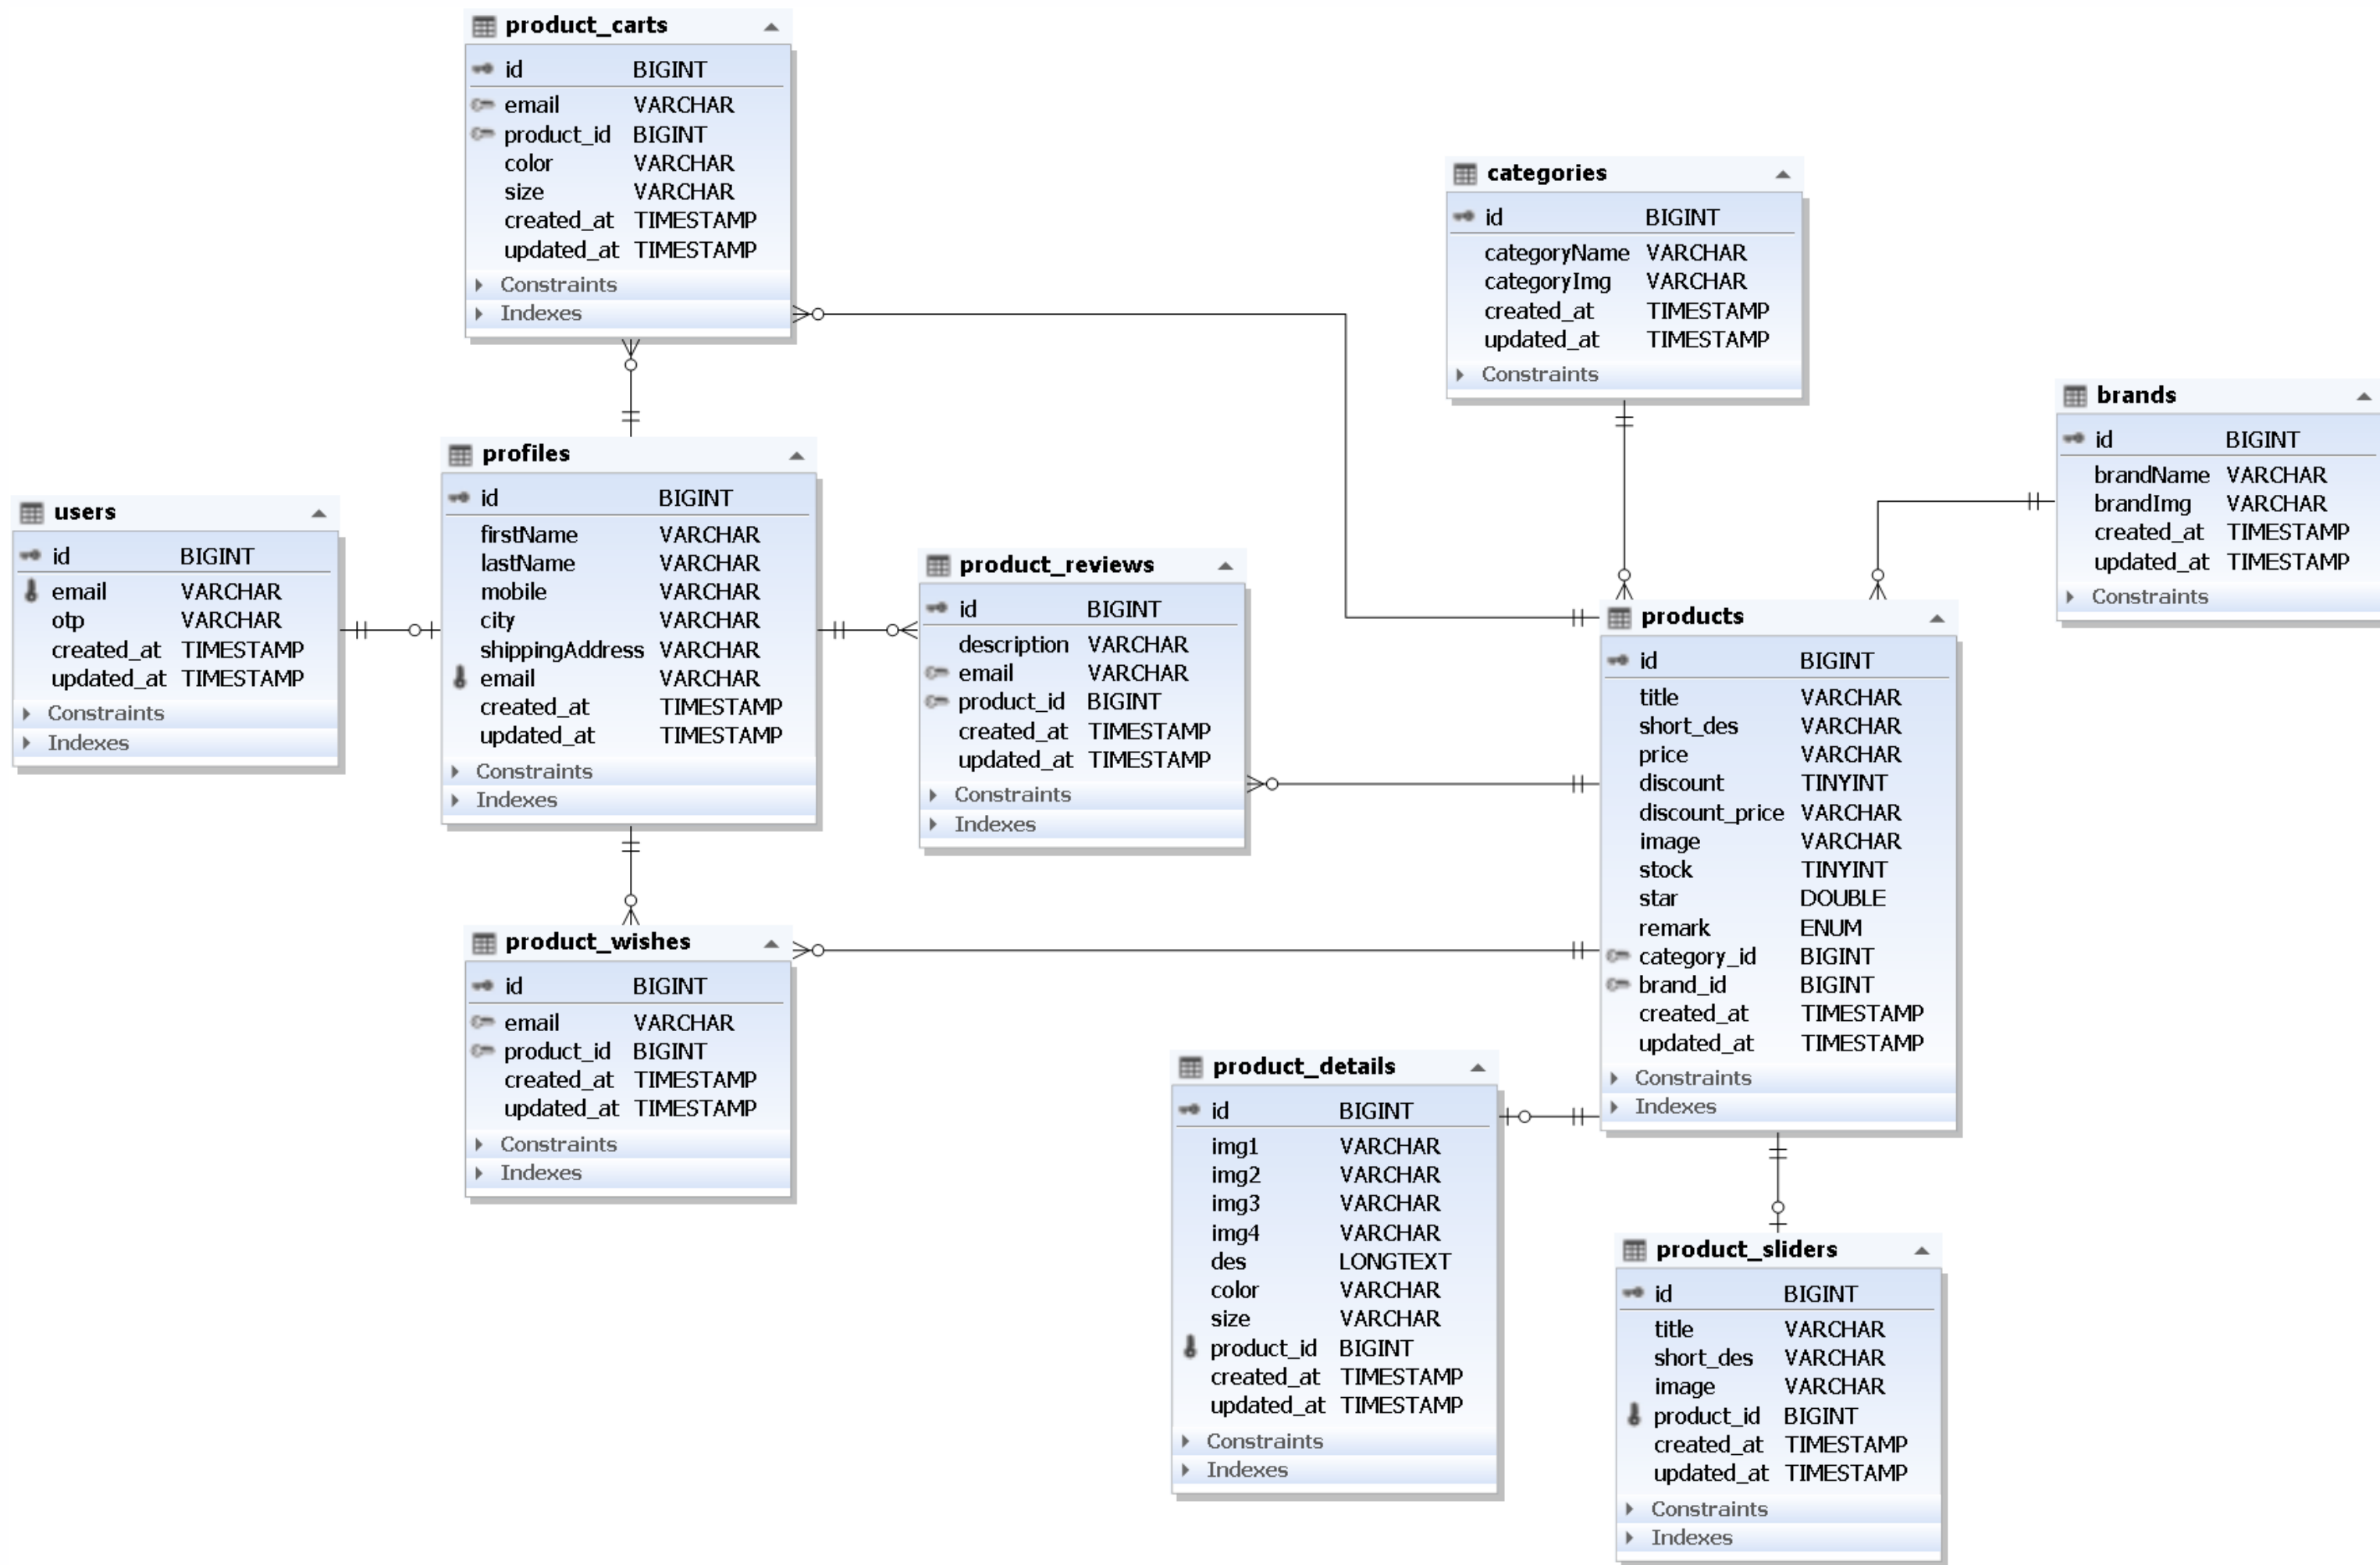 product_carts
id BIGINT
email VARCHAR
product_id BIGINT
color VARCHAR
size VARCHAR
created_at TIMESTAMP
updated_at TIMESTAMP
Constraints
Indexes
categories
id BIGINT
categoryName VARCHAR
categoryImg VARCHAR
created_at TIMESTAMP
updated_at TIMESTAMP
Constraints
brands
id BIGINT
brandName VARCHAR
brandImg VARCHAR
created_at TIMESTAMP
updated_at TIMESTAMP
Constraints
users
id BIGINT
email VARCHAR
otp VARCHAR
created_at TIMESTAMP
updated_at TIMESTAMP
Constraints
Indexes
profiles
id BIGINT
firstName VARCHAR
lastName VARCHAR
mobile VARCHAR
city VARCHAR
shippingAddress VARCHAR
email VARCHAR
created_at TIMESTAMP
updated_at TIMESTAMP
Constraints
Indexes
product_reviews
id BIGINT
description VARCHAR
email VARCHAR
product_id BIGINT
created_at TIMESTAMP
updated_at TIMESTAMP
Constraints
Indexes
products
id BIGINT
title VARCHAR
short_des VARCHAR
price VARCHAR
discount TINYINT
discount_price VARCHAR
image VARCHAR
stock TINYINT
star DOUBLE
remark ENUM
category_id BIGINT
brand_id BIGINT
created_at TIMESTAMP
updated_at TIMESTAMP
Constraints
Indexes
product_wishes
id BIGINT
email VARCHAR
product_id BIGINT
created_at TIMESTAMP
updated_at TIMESTAMP
Constraints
Indexes
product_details
id BIGINT
img1 VARCHAR
img2 VARCHAR
img3 VARCHAR
img4 VARCHAR
des LONGTEXT
color VARCHAR
size VARCHAR
product_id BIGINT
created_at TIMESTAMP
updated_at TIMESTAMP
Constraints
Indexes
product_sliders
id BIGINT
title VARCHAR
short_des VARCHAR
image VARCHAR
product_id BIGINT
created_at TIMESTAMP
updated_at TIMESTAMP
Constraints
Indexes